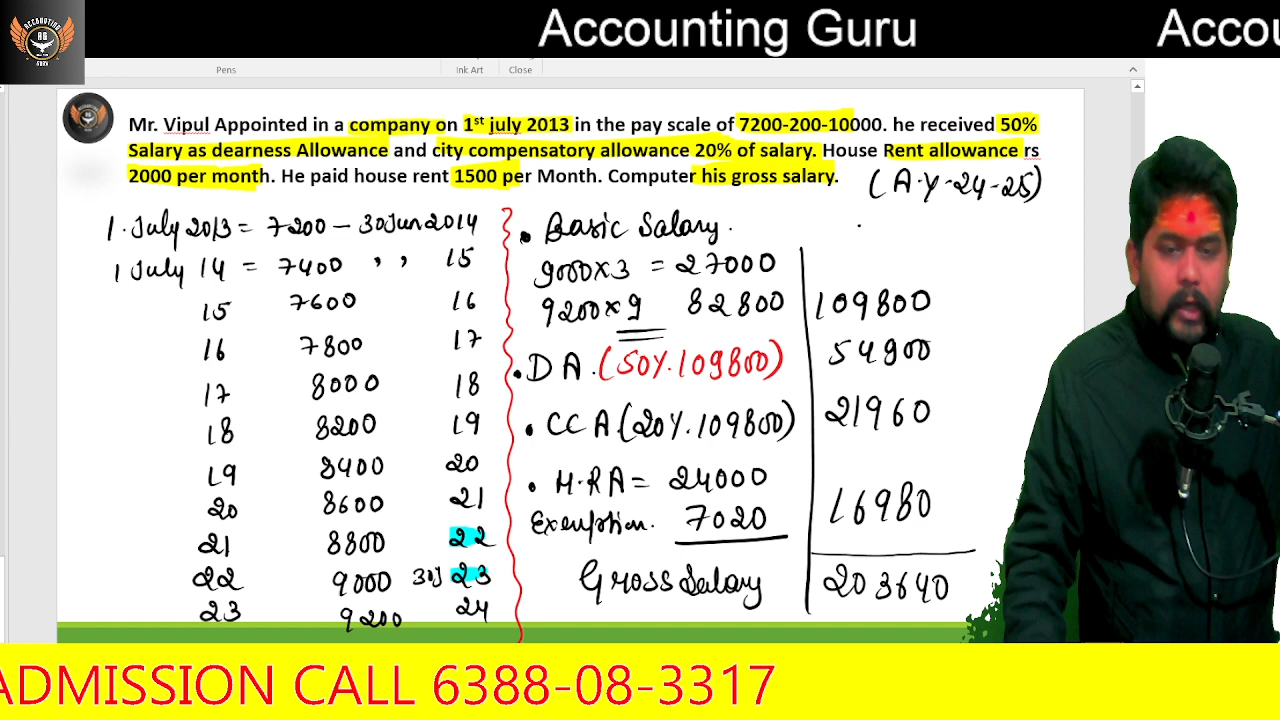 Accounting Guru
Accou
ACCOUNTING
AG
GURU
Pens
Ink Art
Close
Mr. Vipul Appointed in a company on 1st july 2013 in the pay scale of 7200-200-10000. he received 50%
Salary as dearness Allowance and city compensatory allowance 20% of salary. House Rent allowance rs
2000 per month. He paid house rent 1500 per Month. Computer his gross salary.
(A.Y-24-25)
1. July 2013 = 7200 – 30Jun2014
1 July 14 = 7400 " 15
15 7600 16
16 7800 17
17 8000 18
18 8200 19
19 8400 20
20 8600 21
21 8800 22
22 9000 30J 23
23 9200 24
• Basic Salary.
9000×3 = 27000
9200×9 82800 109800
• DA. (50%.109800) 54900
• CCA (20%.109800) 21960
• H.RA = 24000
Exemption. 7020 16980
Gross Salary 203640
ADMISSION CALL 6388-08-3317